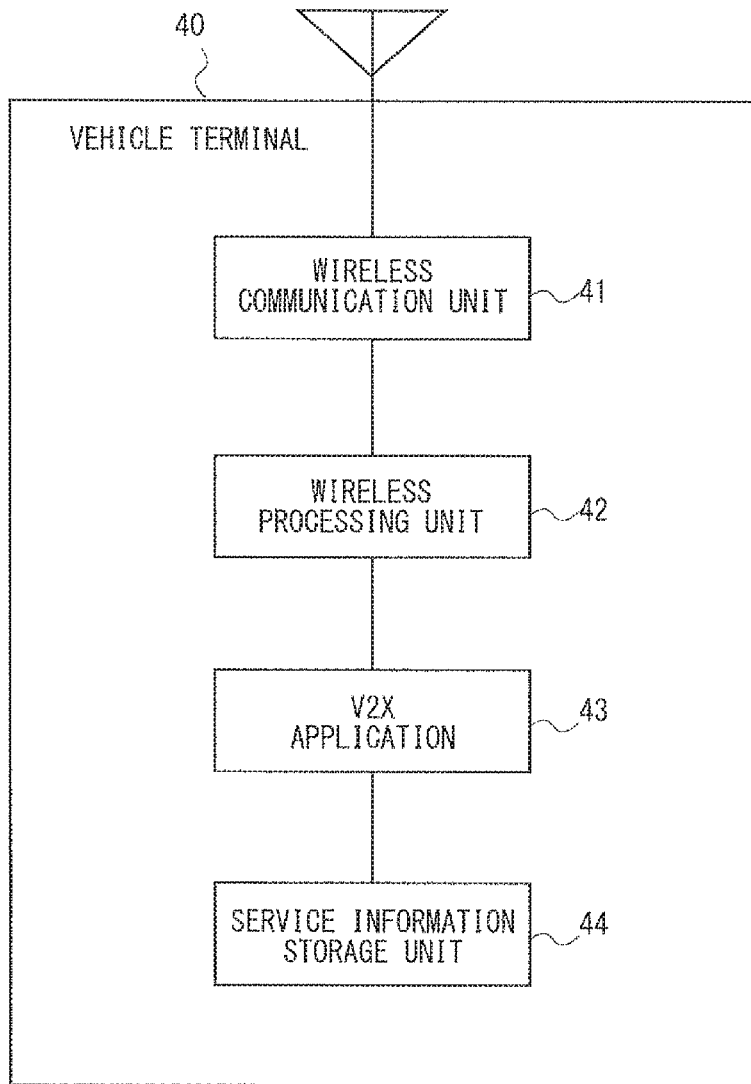 40
VEHICLE TERMINAL
WIRELESS
COMMUNICATION UNIT
41
WIRELESS
PROCESSING UNIT
42
V2X
APPLICATION
43
SERVICE INFORMATION
STORAGE UNIT
44